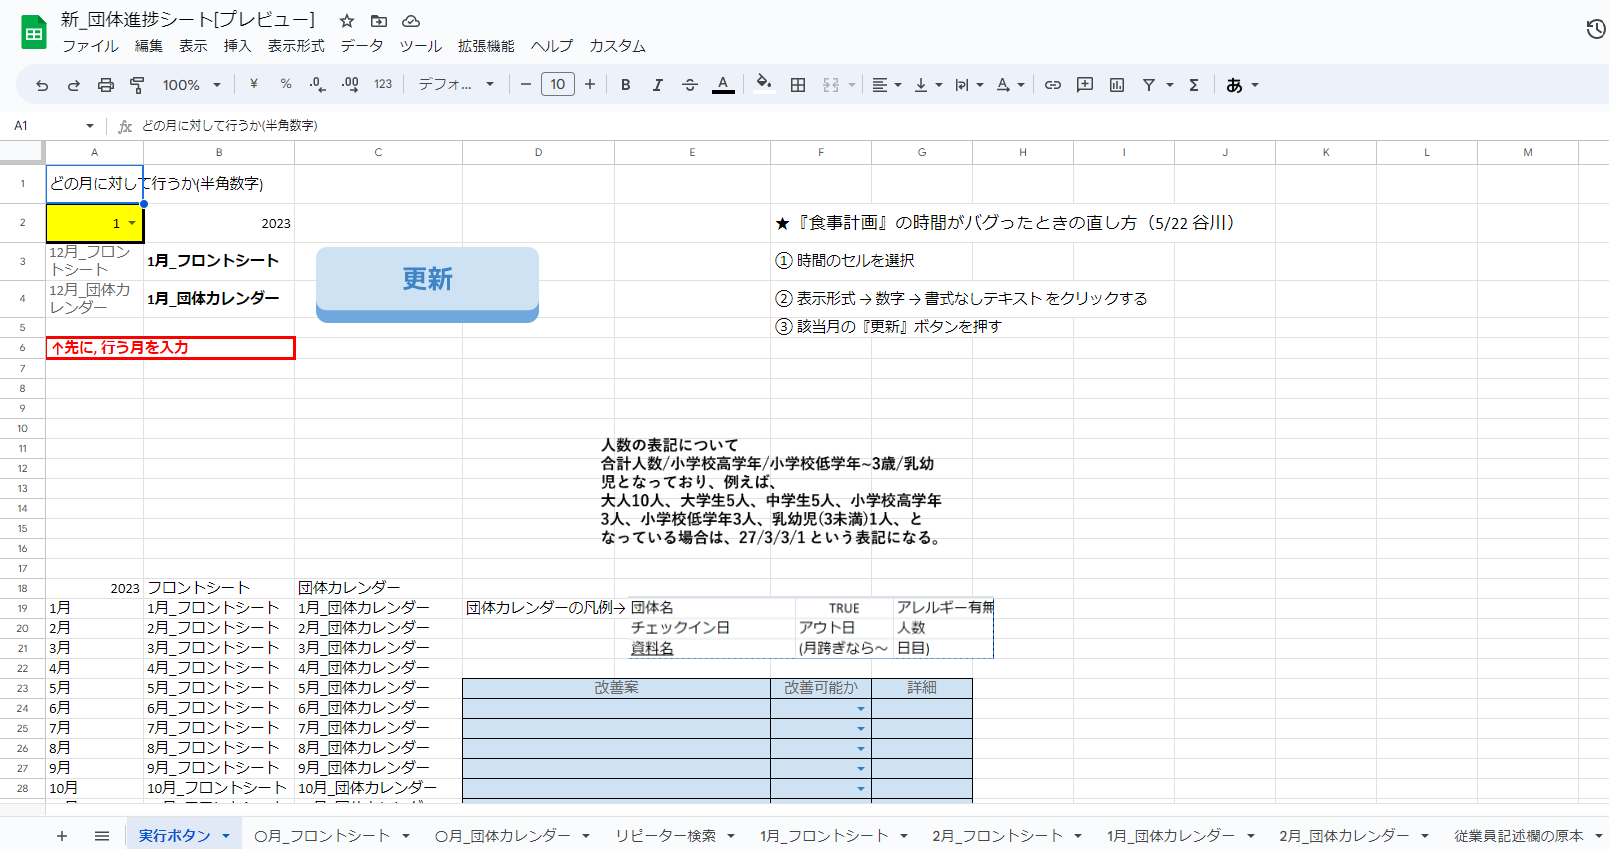 新_団体進捗シート[プレビュー]
ファイル 編集 表示 挿入 表示形式 データ ツール 拡張機能 ヘルプ カスタム
100% ¥ % .0 .00 123 デフォ... 10 B I A あ
A1 fx どの月に対して行うか(半角数字)
A B C D E F G H I J K L M
1 どの月に対して行うか(半角数字)
2 1 2023 ★『食事計画』の時間がバグったときの直し方（5/22 谷川）
3 12月_フロントシート 1月_フロントシート ① 時間のセルを選択
更新
4 12月_団体カレンダー 1月_団体カレンダー ② 表示形式 → 数字 → 書式なしテキスト をクリックする
5 ③ 該当月の『更新』ボタンを押す
6 ↑先に, 行う月を入力
7
8
9
10
11 人数の表記について
12 合計人数/小学校高学年/小学校低学年~3歳/乳幼
13 児となっており、例えば、
14 大人10人、大学生5人、中学生5人、小学校高学年
15 3人、小学校低学年3人、乳幼児(3未満)1人、と
16 なっている場合は、27/3/3/1 という表記になる。
17
18 2023 フロントシート 団体カレンダー
19 1月 1月_フロントシート 1月_団体カレンダー 団体カレンダーの凡例→ 団体名 TRUE アレルギー有無
20 2月 2月_フロントシート 2月_団体カレンダー チェックイン日 アウト日 人数
21 3月 3月_フロントシート 3月_団体カレンダー 資料名 (月跨ぎなら～ 日目)
22 4月 4月_フロントシート 4月_団体カレンダー
23 5月 5月_フロントシート 5月_団体カレンダー 改善案 改善可能か 詳細
24 6月 6月_フロントシート 6月_団体カレンダー
25 7月 7月_フロントシート 7月_団体カレンダー
26 8月 8月_フロントシート 8月_団体カレンダー
27 9月 9月_フロントシート 9月_団体カレンダー
28 10月 10月_フロントシート 10月_団体カレンダー
実行ボタン 〇月_フロントシート 〇月_団体カレンダー リピーター検索 1月_フロントシート 2月_フロントシート 1月_団体カレンダー 2月_団体カレンダー 従業員記述欄の原本